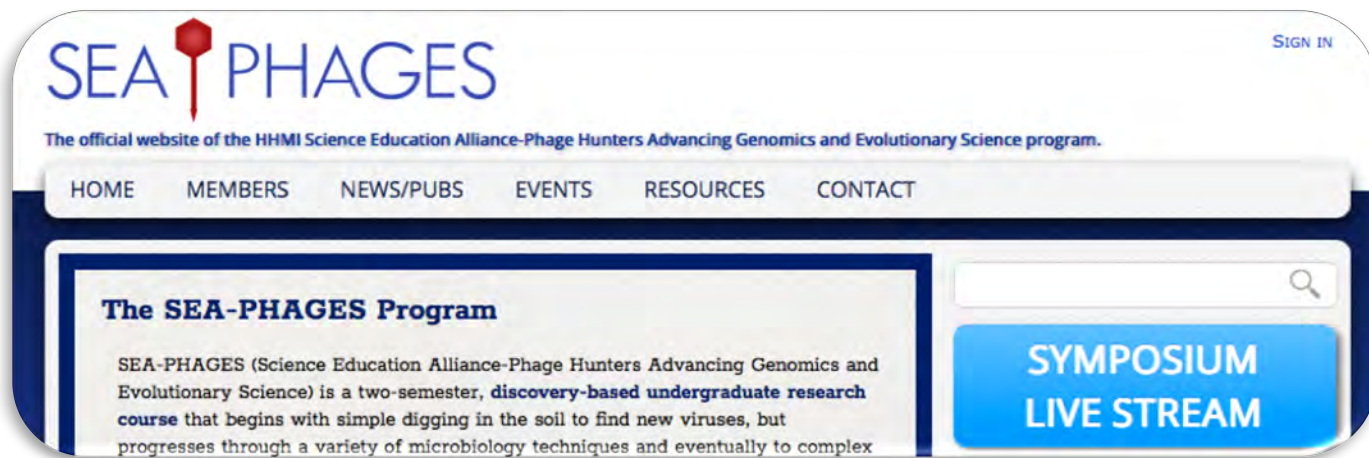 SEA PHAGES
SIGN IN
The official website of the HHMI Science Education Alliance-Phage Hunters Advancing Genomics and Evolutionary Science program.
HOME MEMBERS NEWS/PUBS EVENTS RESOURCES CONTACT
The SEA-PHAGES Program
SEA-PHAGES (Science Education Alliance-Phage Hunters Advancing Genomics and
Evolutionary Science) is a two-semester, discovery-based undergraduate research
course that begins with simple digging in the soil to find new viruses, but
progresses through a variety of microbiology techniques and eventually to complex
SYMPOSIUM
LIVE STREAM